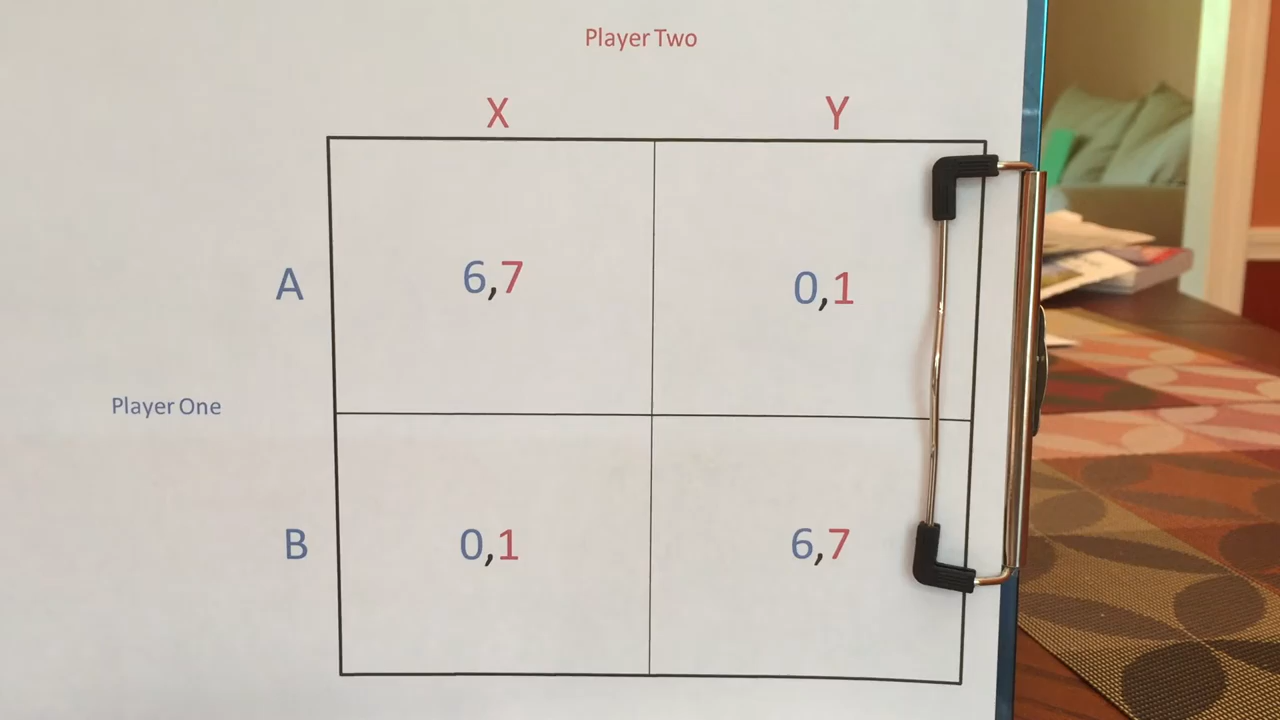 Player Two
X Y
A 6,7 0,1
Player One
B 0,1 6,7